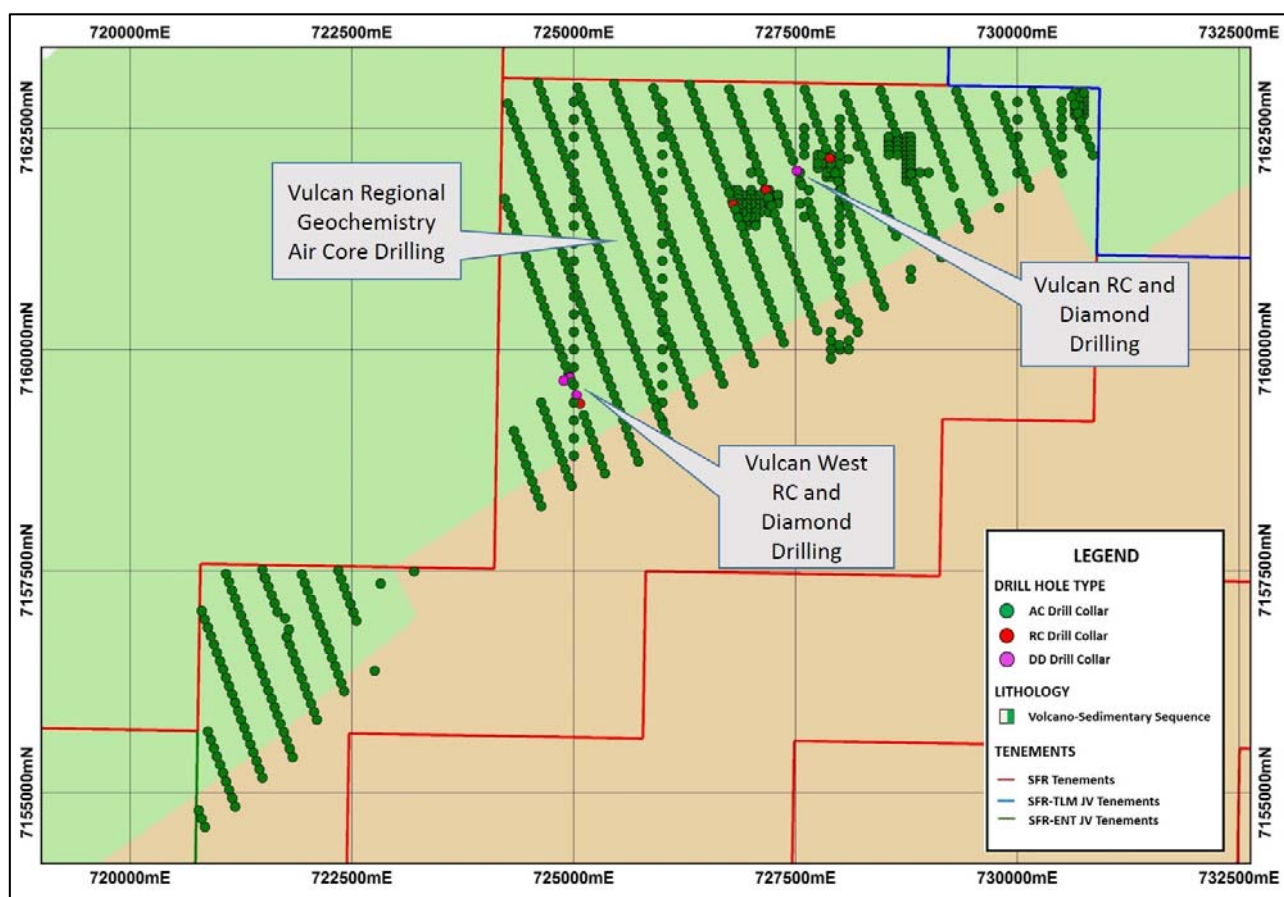 720000mE 722500mE 725000mE 727500mE 730000mE 732500mE
7162500mN
7162500mN
Vulcan Regional
Geochemistry
Air Core Drilling
Vulcan RC and
Diamond
Drilling
7160000mN
7160000mN
Vulcan West
RC and
Diamond
Drilling
7157500mN
7157500mN
LEGEND
DRILL HOLE TYPE
AC Drill Collar
RC Drill Collar
DD Drill Collar
LITHOLOGY
Volcano-Sedimentary Sequence
TENEMENTS
SFR Tenements
SFR-TLM JV Tenements
SFR-ENT JV Tenements
7155000mN
7155000mN
720000mE 722500mE 725000mE 727500mE 730000mE 732500mE